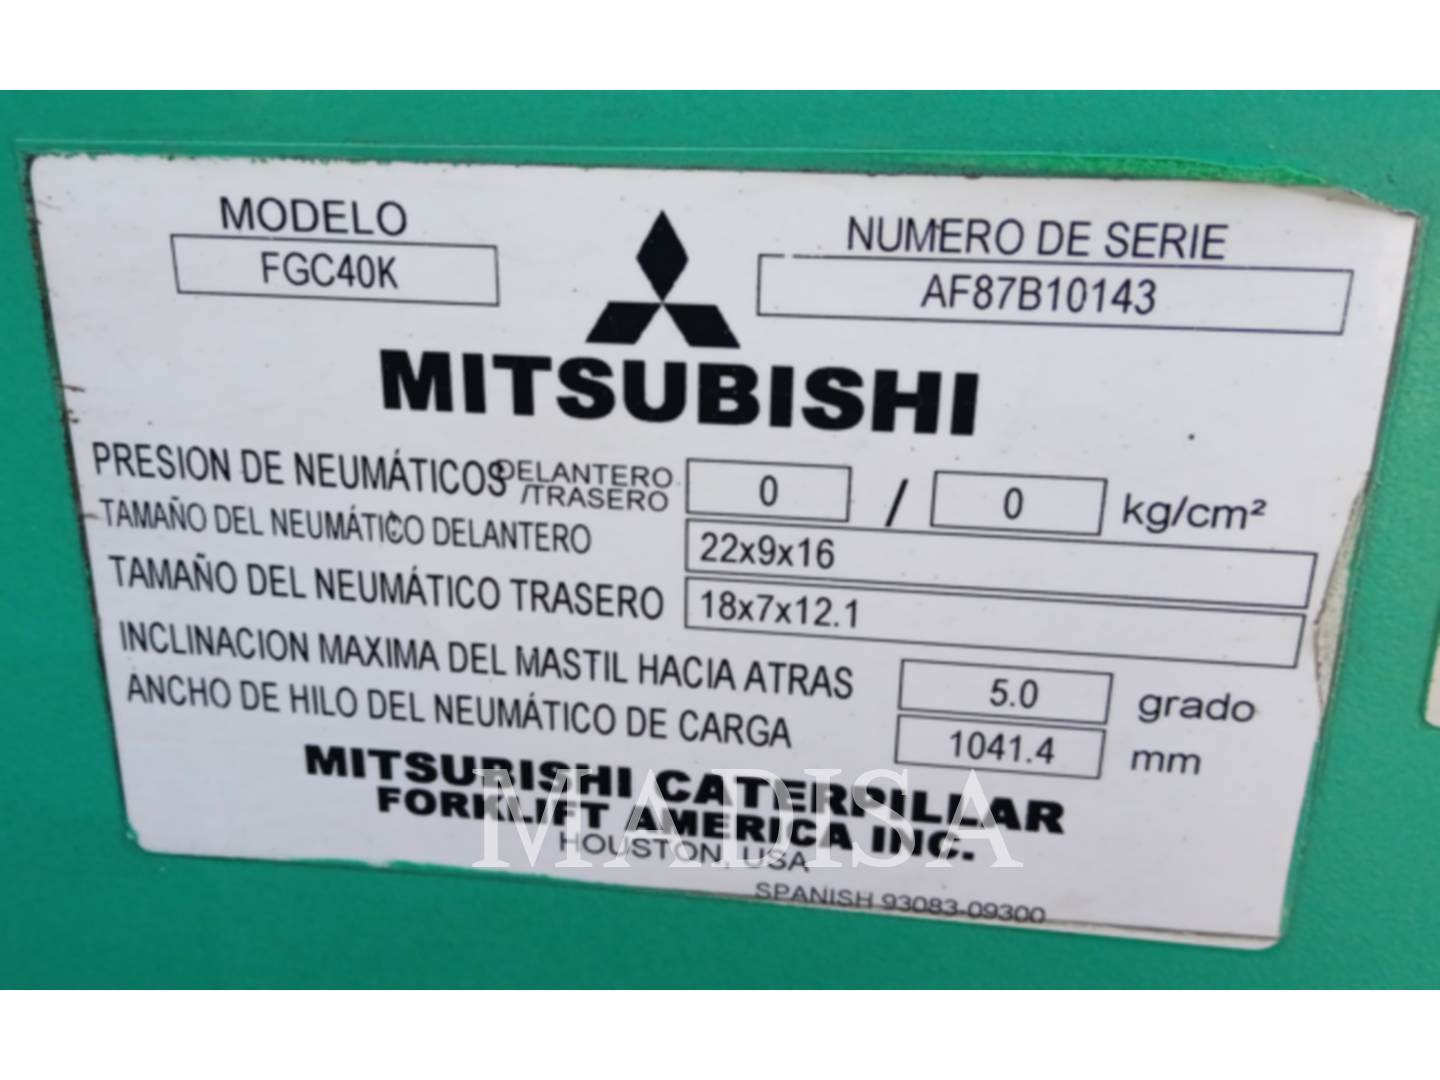 MODELO
FGC40K
NUMERO DE SERIE
AF87B10143
MITSUBISHI
PRESION DE NEUMÁTICOS DELANTERO /TRASERO 0 / 0 kg/cm²
TAMAÑO DEL NEUMÁTICO DELANTERO 22x9x16
TAMAÑO DEL NEUMÁTICO TRASERO 18x7x12.1
INCLINACION MAXIMA DEL MASTIL HACIA ATRAS 5.0 grado
ANCHO DE HILO DEL NEUMÁTICO DE CARGA 1041.4 mm
MITSUBISHI CATERPILLAR
FORKLIFT AMERICA INC.
HOUSTON, USA
MADISA
SPANISH 93083-09300